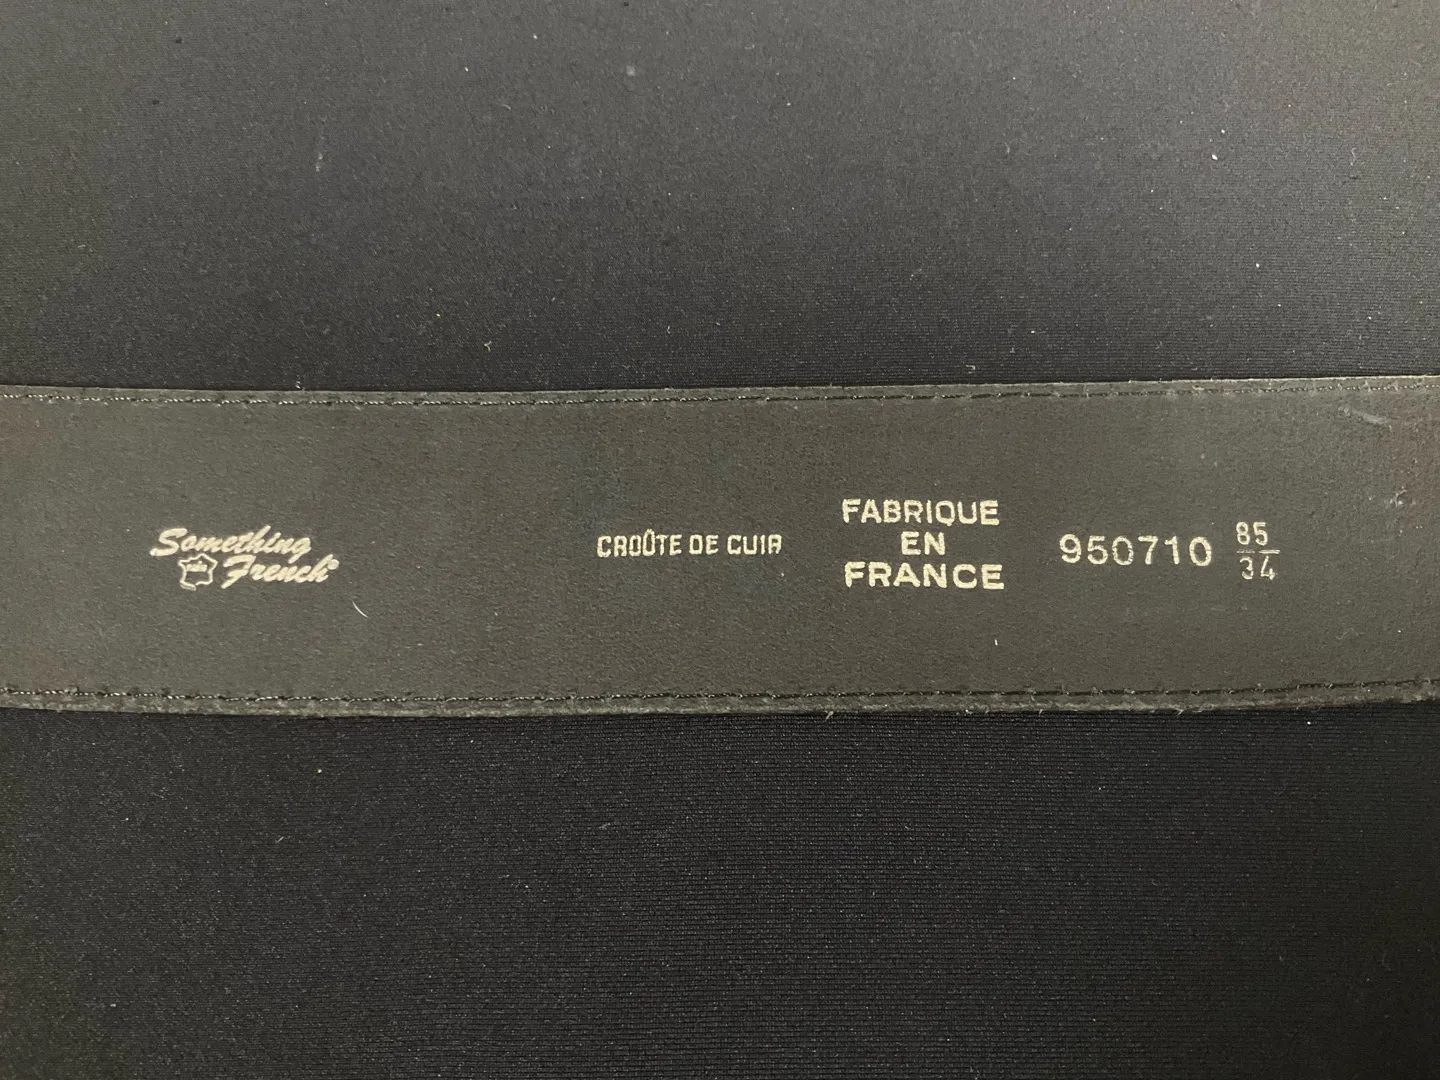 Something
French®
CROÛTE DE CUIR
FABRIQUE
EN
FRANCE
950710
85
34